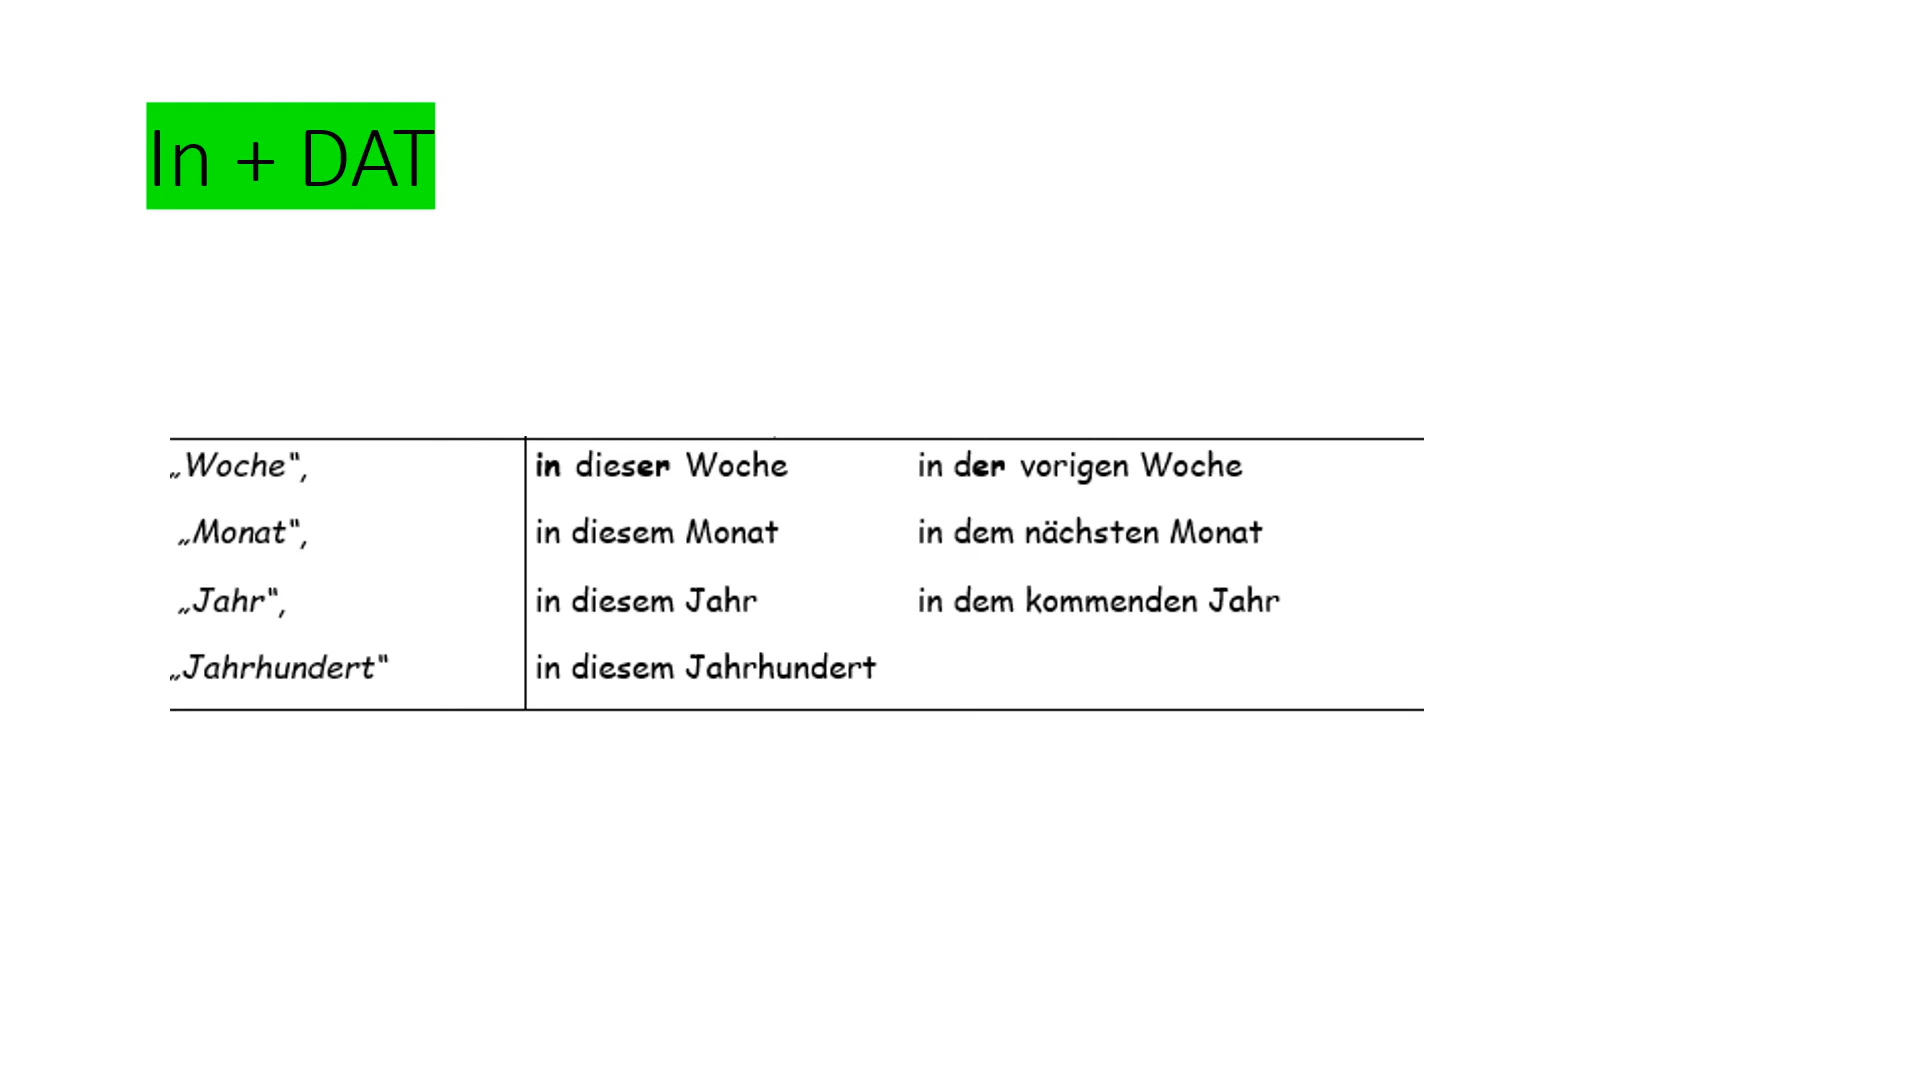 In + DAT
„Woche“, in dieser Woche in der vorigen Woche
„Monat“, in diesem Monat in dem nächsten Monat
„Jahr“, in diesem Jahr in dem kommenden Jahr
„Jahrhundert“ in diesem Jahrhundert